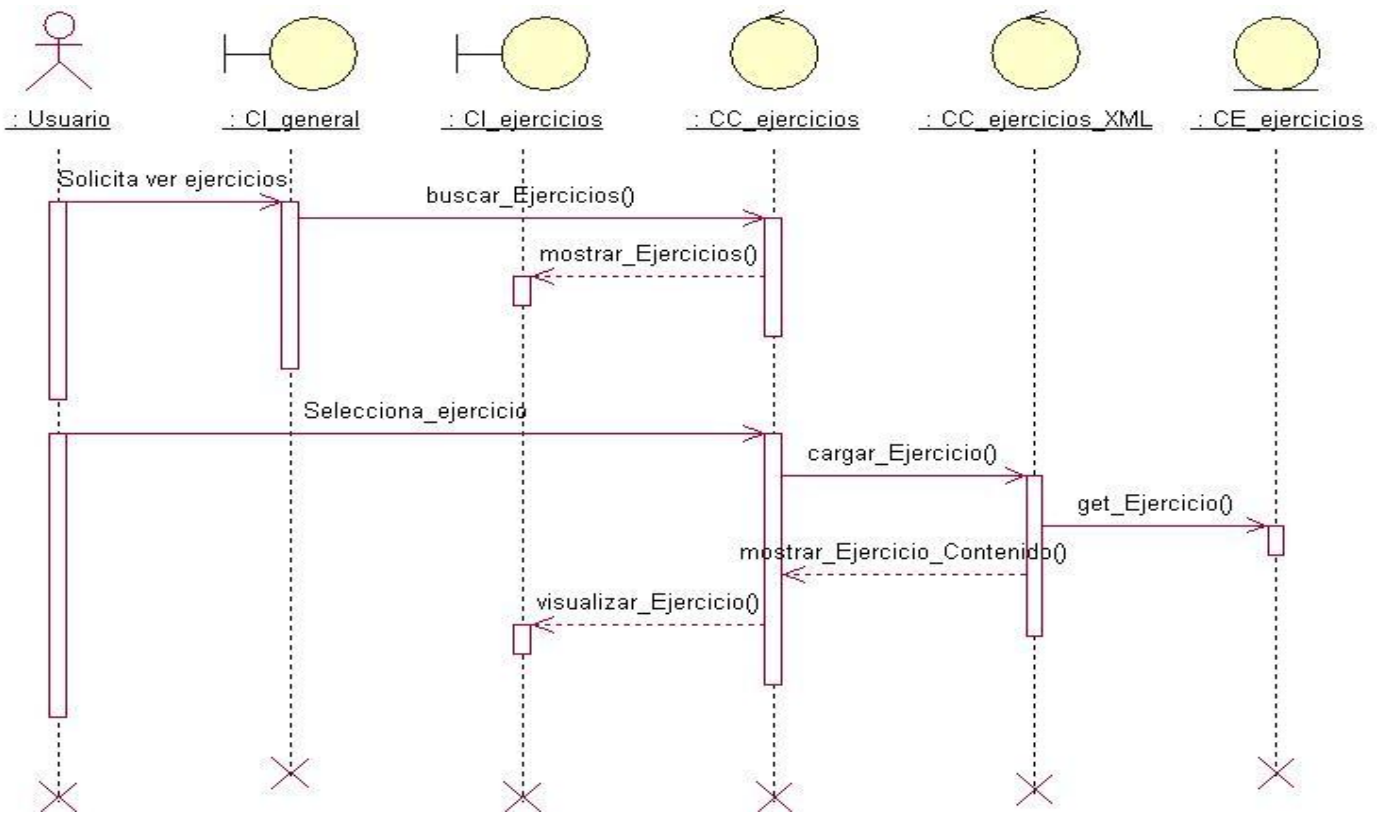 : Usuario
: CI_general
: CI_ejercicios
: CC_ejercicios
: CC_ejercicios_XML
: CE_ejercicios
Solicita ver ejercicios
buscar_Ejercicios()
mostrar_Ejercicios()
Selecciona_ejercicio
cargar_Ejercicio()
get_Ejercicio()
mostrar_Ejercicio_Contenido()
visualizar_Ejercicio()